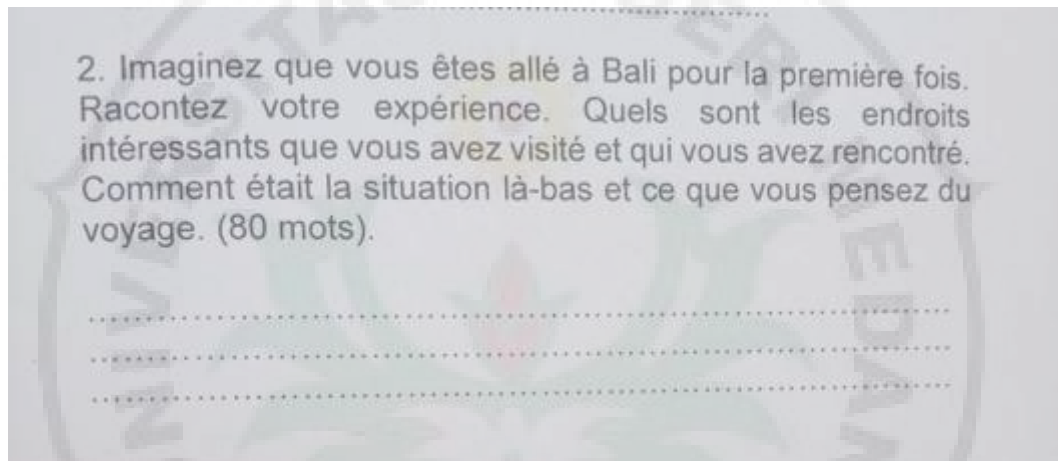 2. Imaginez que vous êtes allé à Bali pour la première fois.
Racontez votre expérience. Quels sont les endroits
intéressants que vous avez visité et qui vous avez rencontré.
Comment était la situation là-bas et ce que vous pensez du
voyage. (80 mots).